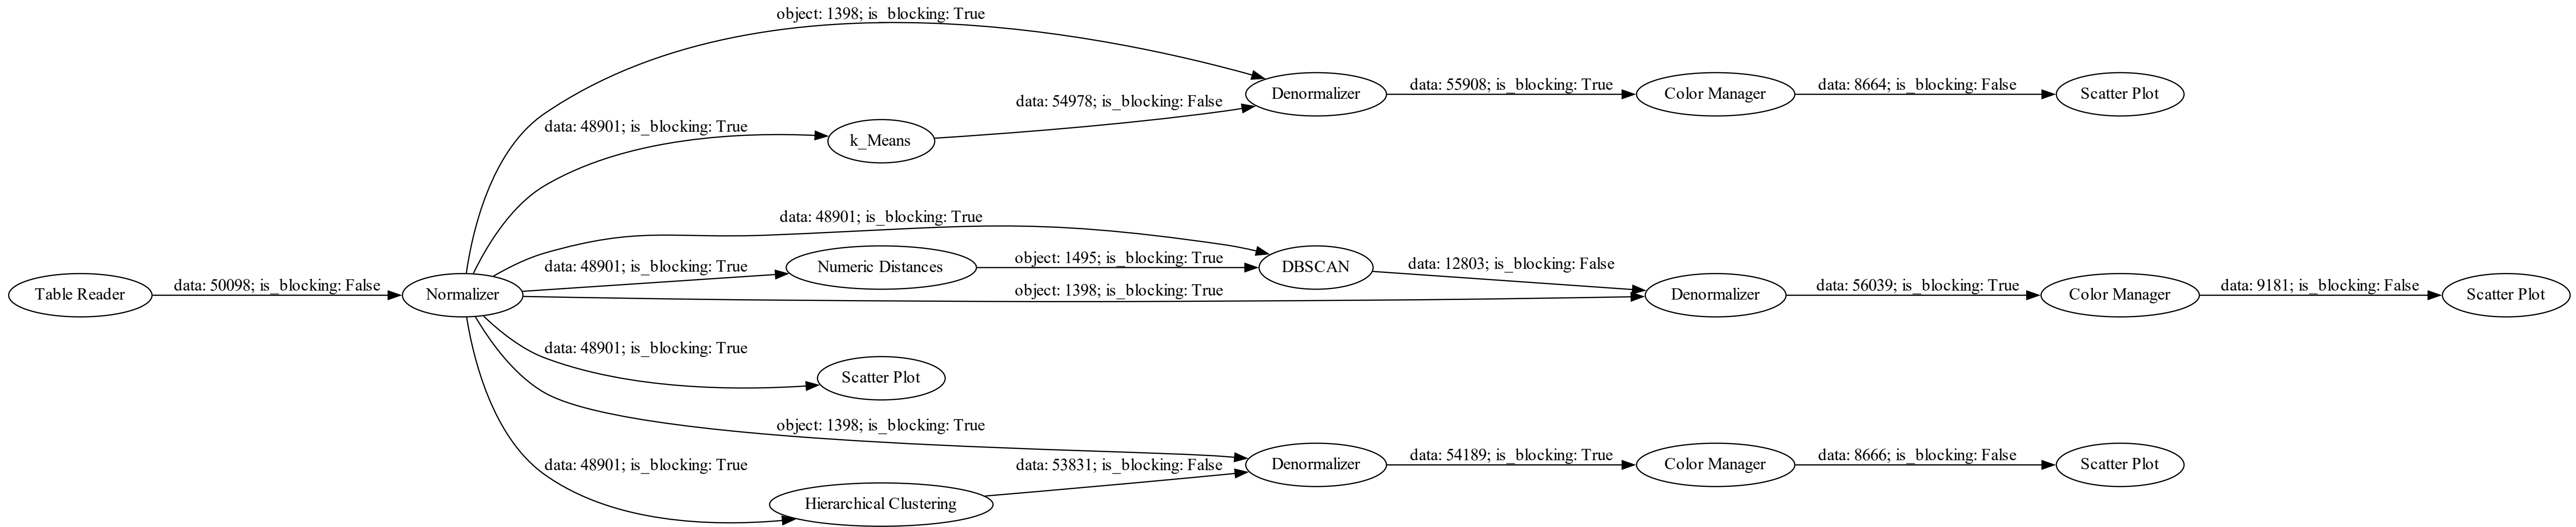 object: 1398; is_blocking: True
data: 54978; is_blocking: False
Denormalizer
data: 55908; is_blocking: True
Color Manager
data: 8664; is_blocking: False
Scatter Plot
data: 48901; is_blocking: True
k_Means
data: 48901; is_blocking: True
data: 48901; is_blocking: True
Numeric Distances
object: 1495; is_blocking: True
DBSCAN
data: 12803; is_blocking: False
Table Reader
data: 50098; is_blocking: False
Normalizer
object: 1398; is_blocking: True
Denormalizer
data: 56039; is_blocking: True
Color Manager
data: 9181; is_blocking: False
Scatter Plot
data: 48901; is_blocking: True
Scatter Plot
object: 1398; is_blocking: True
data: 48901; is_blocking: True
data: 53831; is_blocking: False
Denormalizer
data: 54189; is_blocking: True
Color Manager
data: 8666; is_blocking: False
Scatter Plot
Hierarchical Clustering